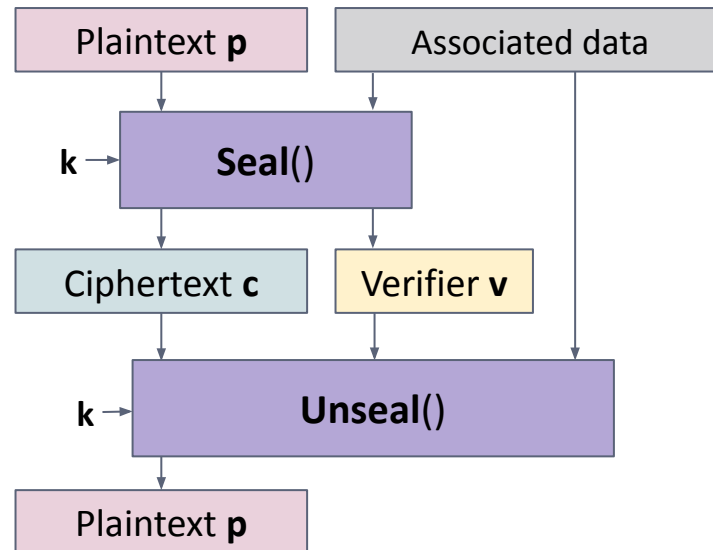 Plaintext p
Associated data
k
Seal()
Ciphertext c
Verifier v
k
Unseal()
Plaintext p